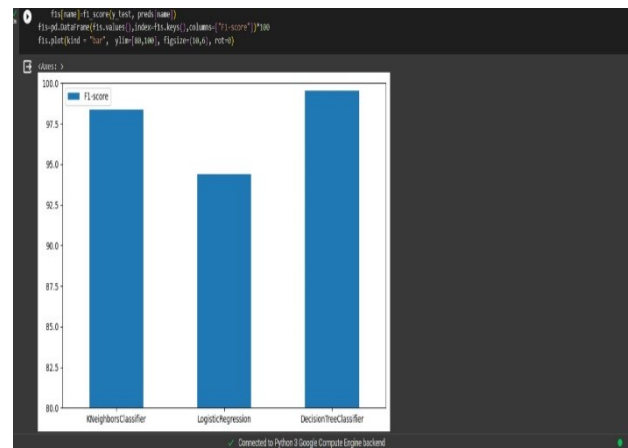 f1s[name]=f1_score(y_test, preds[name])
f1s=pd.DataFrame(f1s.values(),index=f1s.keys(),columns=["F1-score"])*100
f1s.plot(kind = "bar", ylim=[80,100], figsize=(10,6), rot=0)
<Axes: >
100.0
F1-score
97.5
95.0
92.5
90.0
87.5
85.0
82.5
80.0
KNeighborsClassifier LogisticRegression DecisionTreeClassifier
Connected to Python 3 Google Compute Engine backend